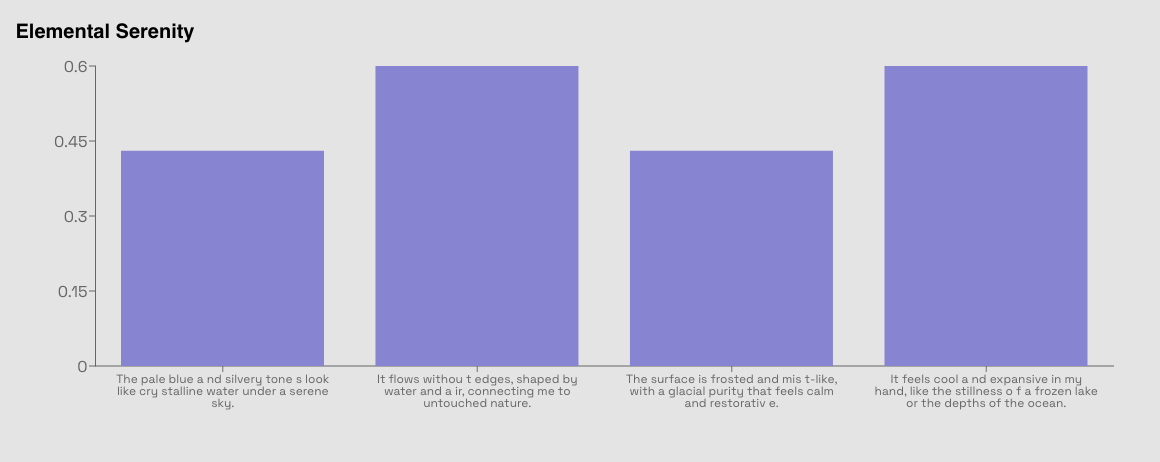 Elemental Serenity
0.6
0.45
0.3
0.15
0
The pale blue a nd silvery tone s look
like cry stalline water under a serene
sky.
It flows withou t edges, shaped by
water and a ir, connecting me to
untouched nature.
The surface is frosted and mis t-like,
with a glacial purity that feels calm
and restorativ e.
It feels cool a nd expansive in my
hand, like the stillness o f a frozen lake
or the depths of the ocean.